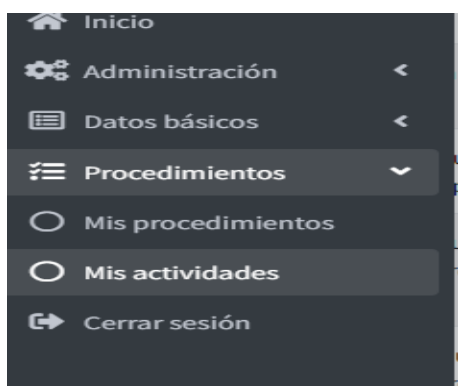 Inicio
Administración
Datos básicos
Procedimientos
Mis procedimientos
Mis actividades
Cerrar sesión